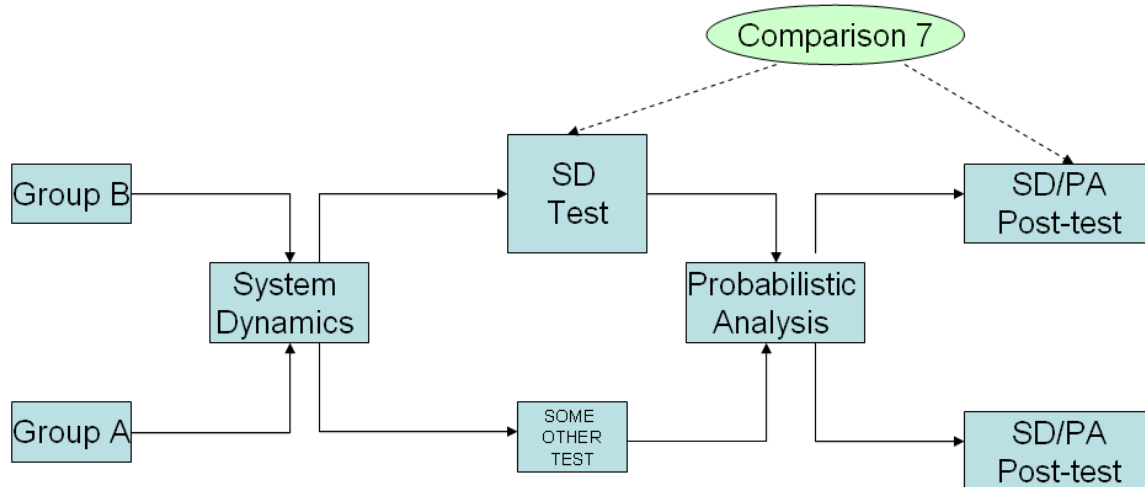 Comparison 7
Group B
SD
Test
SD/PA
Post-test
System
Dynamics
Probabilistic
Analysis
Group A
SOME
OTHER
TEST
SD/PA
Post-test